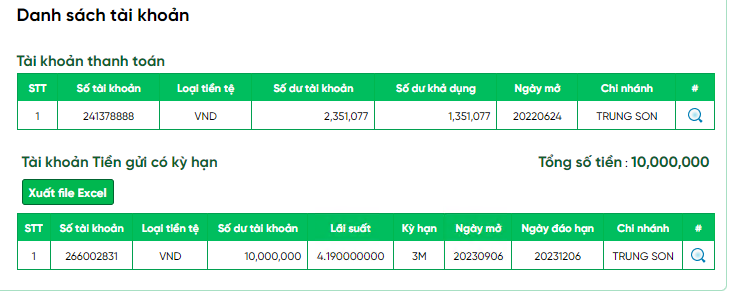 Danh sách tài khoản
Tài khoản thanh toán
STT Số tài khoản Loại tiền tệ Số dư tài khoản Số dư khả dụng Ngày mở Chi nhánh #
1 241378888 VND 2,351,077 1,351,077 20220624 TRUNG SON
Tài khoản Tiền gửi có kỳ hạn Tổng số tiền : 10,000,000
Xuất file Excel
STT Số tài khoản Loại tiền tệ Số dư tài khoản Lãi suất Kỳ hạn Ngày mở Ngày đáo hạn Chi nhánh #
1 266002831 VND 10,000,000 4.190000000 3M 20230906 20231206 TRUNG SON